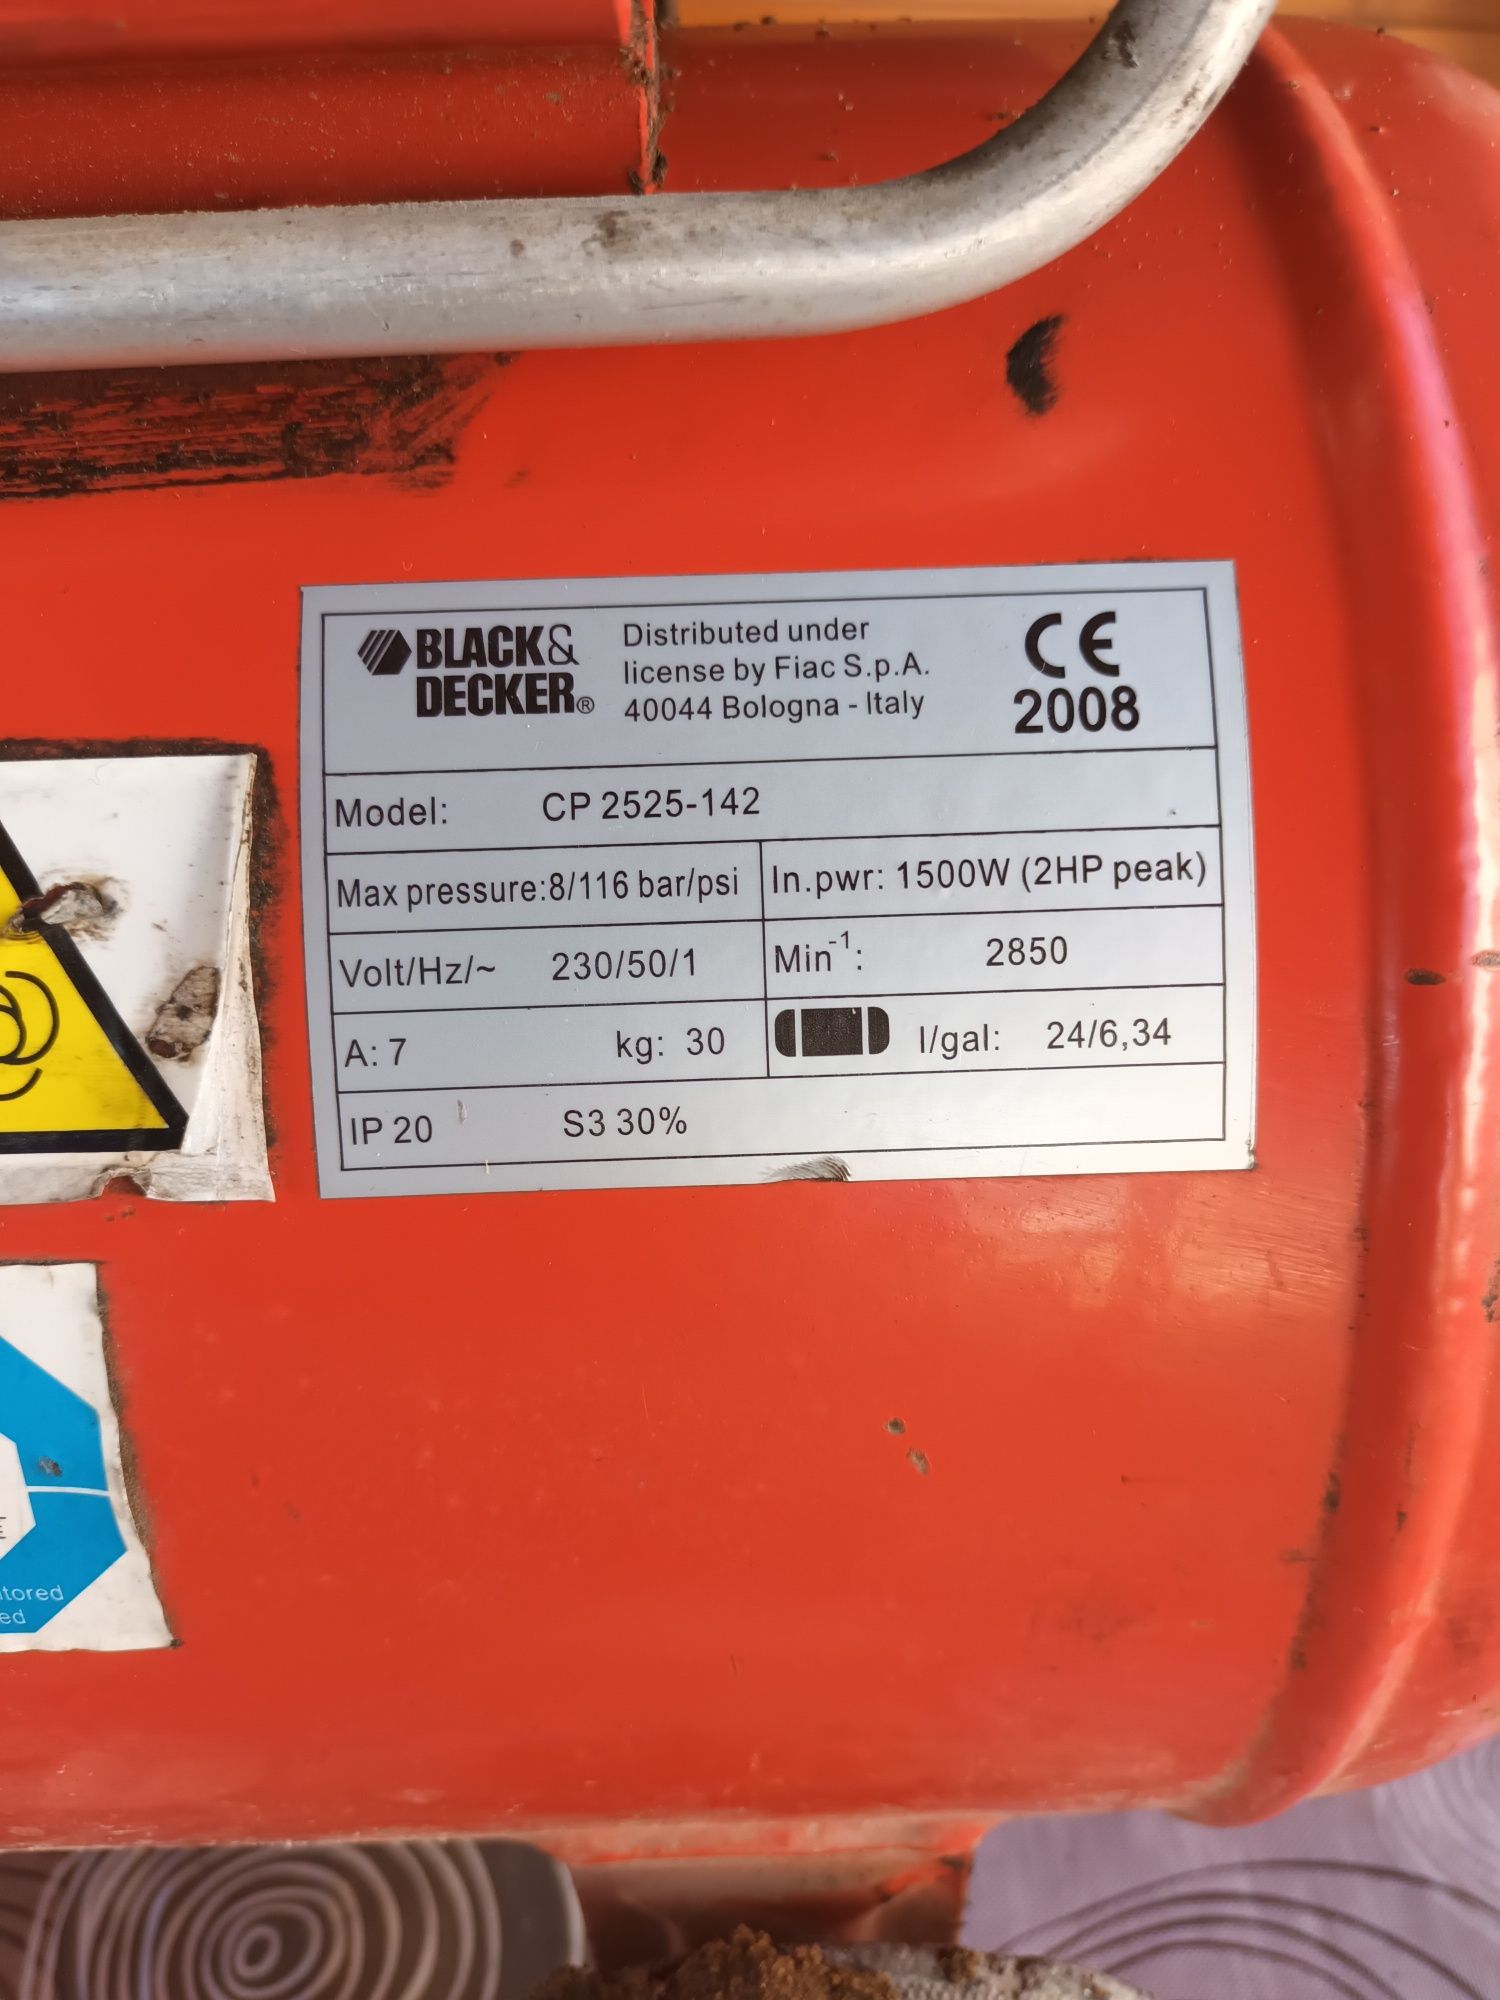 BLACK&
DECKER®
Distributed under
license by Fiac S.p.A.
40044 Bologna - Italy
CE
2008
Model: CP 2525-142
Max pressure:8/116 bar/psi In.pwr: 1500W (2HP peak)
Volt/Hz/~ 230/50/1 Min⁻¹: 2850
A: 7 kg: 30 l/gal: 24/6,34
IP 20 S3 30%